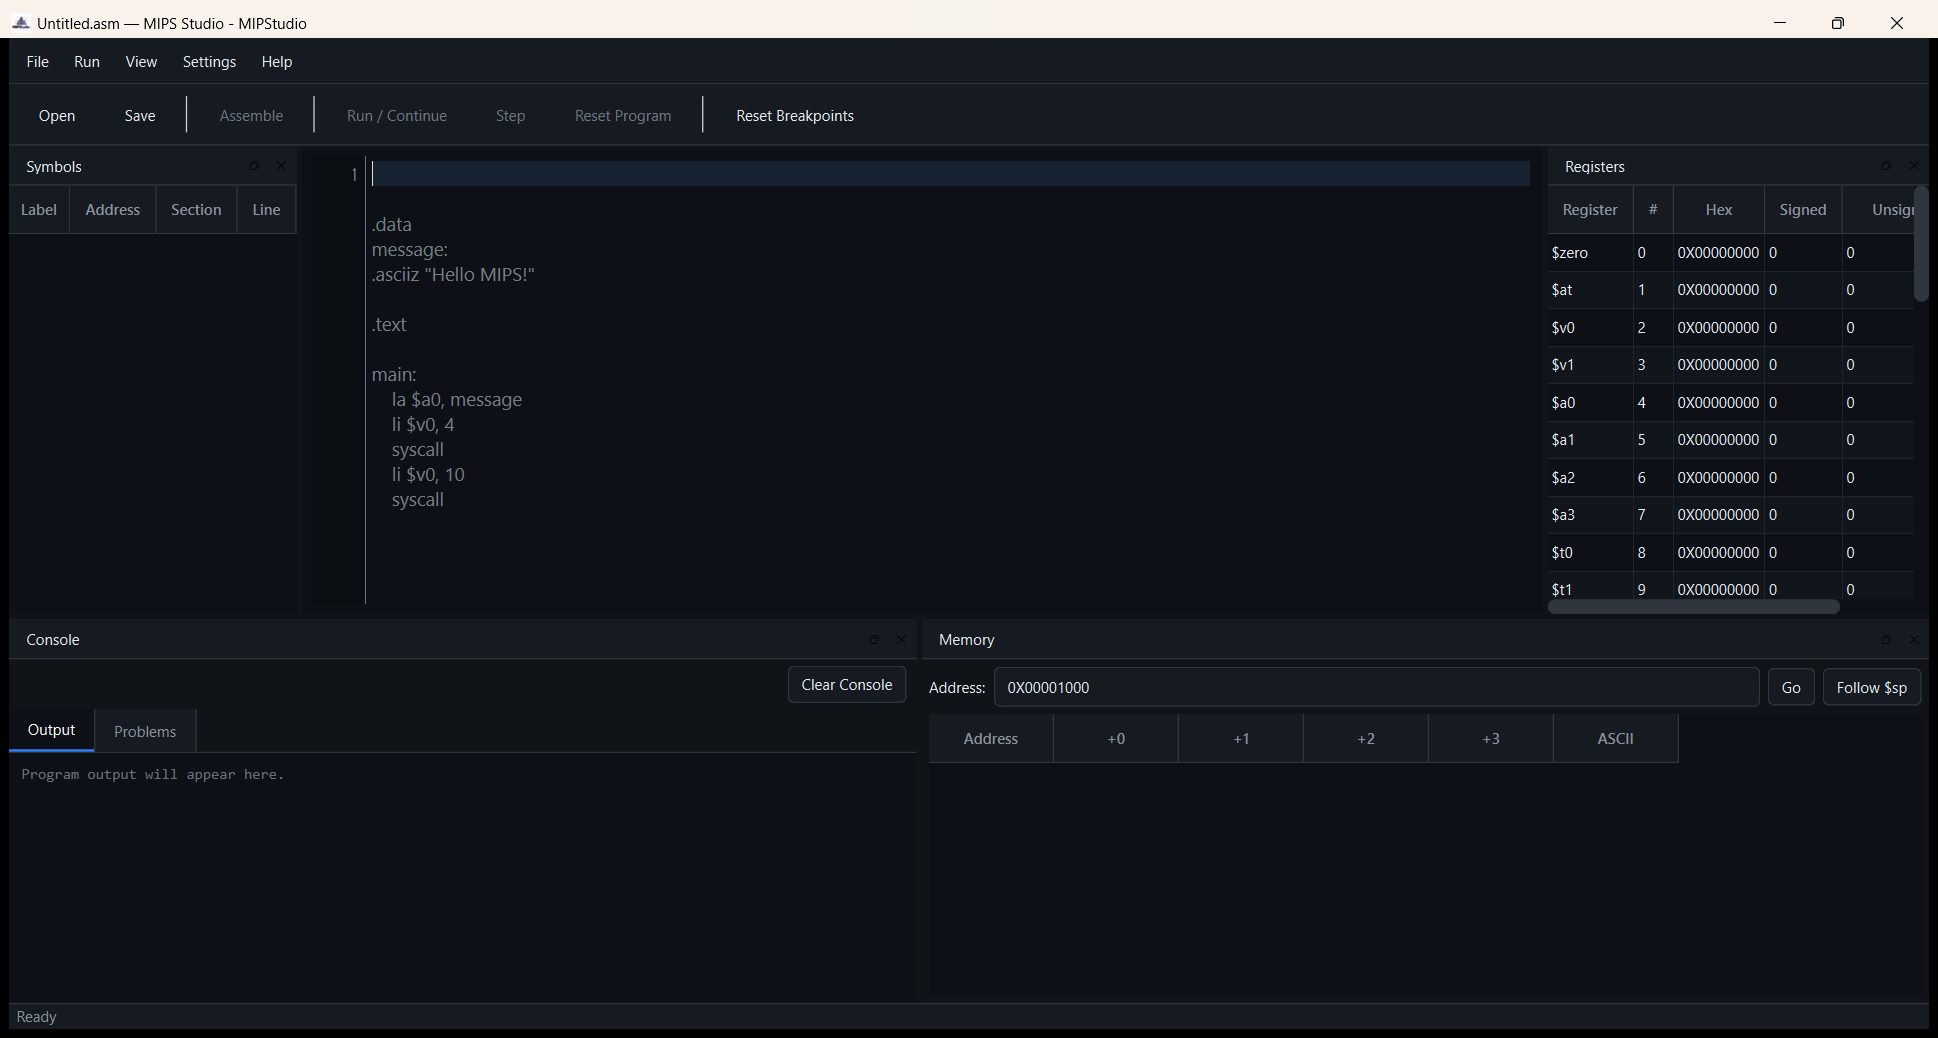 Untitled.asm — MIPS Studio - MIPStudio
File Run View Settings Help
Open Save Assemble Run / Continue Step Reset Program Reset Breakpoints
Symbols
Label Address Section Line
1
.data
message:
.asciiz "Hello MIPS!"
.text
main:
la $a0, message
li $v0, 4
syscall
li $v0, 10
syscall
Registers
Register # Hex Signed Unsigr
$zero 0 0X00000000 0 0
$at 1 0X00000000 0 0
$v0 2 0X00000000 0 0
$v1 3 0X00000000 0 0
$a0 4 0X00000000 0 0
$a1 5 0X00000000 0 0
$a2 6 0X00000000 0 0
$a3 7 0X00000000 0 0
$t0 8 0X00000000 0 0
$t1 9 0X00000000 0 0
Console
Clear Console
Output Problems
Program output will appear here.
Memory
Address: 0X00001000 Go Follow $sp
Address +0 +1 +2 +3 ASCII
Ready